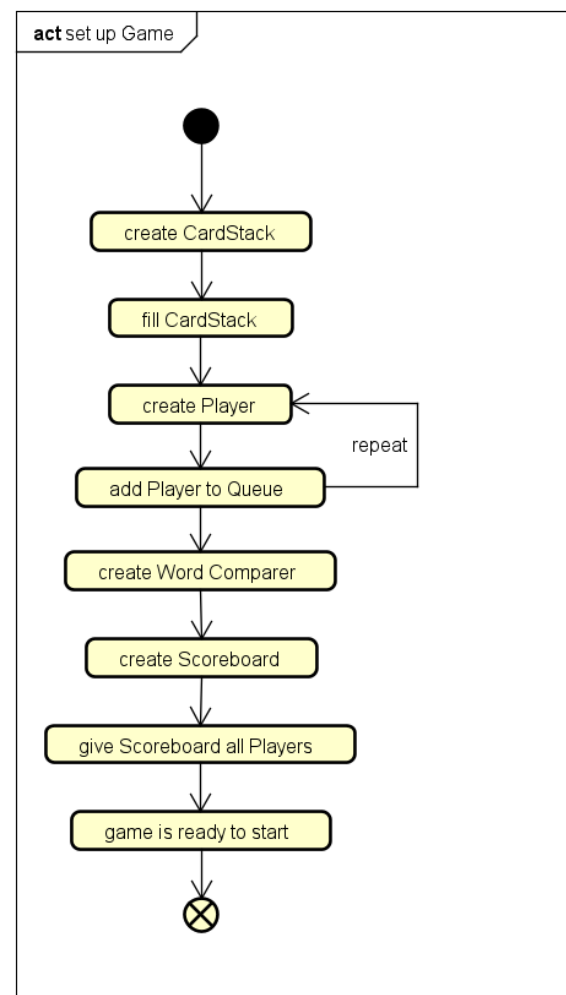 act set up Game
create CardStack
fill CardStack
create Player
repeat
add Player to Queue
create Word Comparer
create Scoreboard
give Scoreboard all Players
game is ready to start